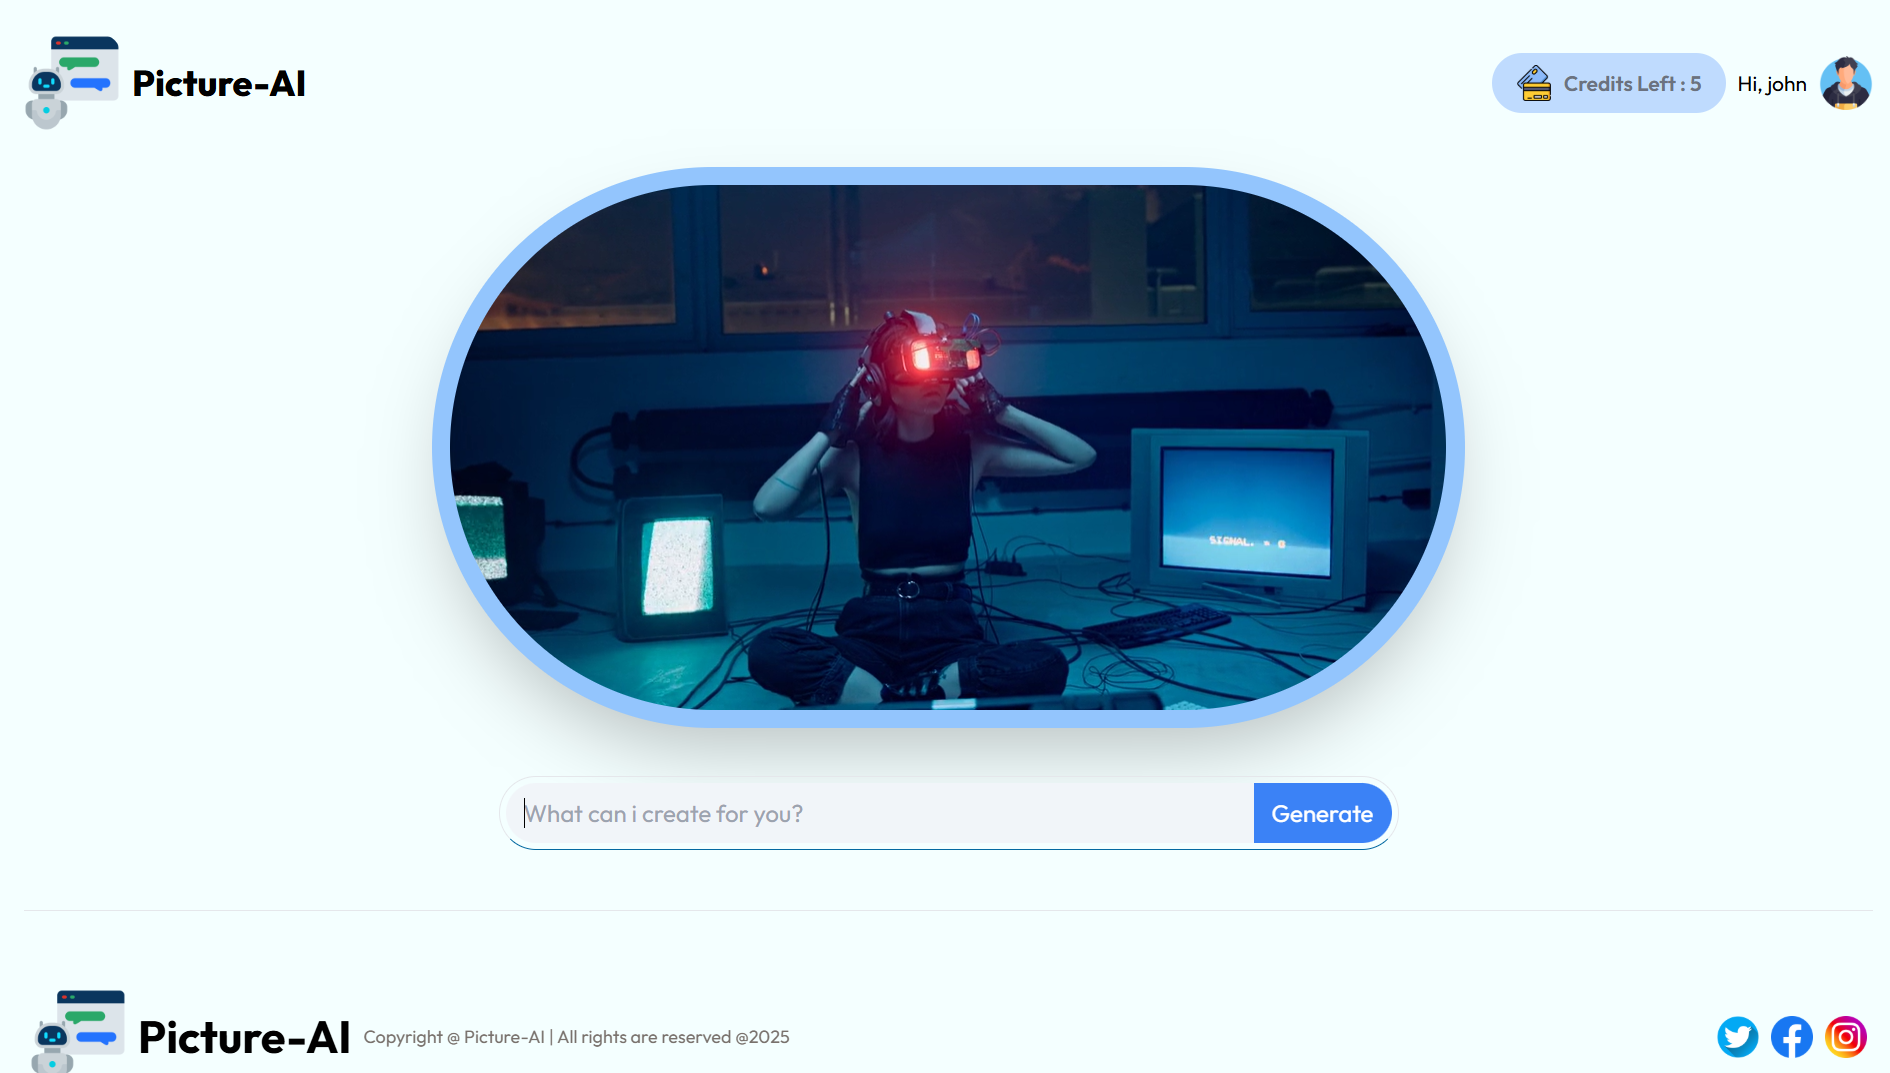 Picture-AI
Credits Left : 5
Hi, john
SIGNAL. = 0
What can i create for you?
Generate
Picture-AI
Copyright @ Picture-AI | All rights are reserved @2025